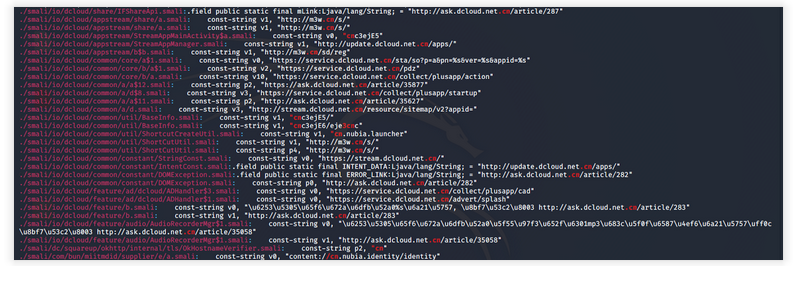 ./smali/io/dcloud/share/IFShareApi.smali:.field public static final mLink:Ljava/lang/String; = "http://ask.dcloud.net.cn/article/287"
./smali/io/dcloud/appstream/share/a.smali:    const-string v1, "http://m3w.cn/s/"
./smali/io/dcloud/appstream/share/a.smali:    const-string v1, "http://m3w.cn/s/"
./smali/io/dcloud/appstream/StreamAppMainActivity$a.smali:    const-string v0, "cnc3ejE5"
./smali/io/dcloud/appstream/StreamAppManager.smali:    const-string v1, "http://update.dcloud.net.cn/apps/"
./smali/io/dcloud/appstream/b$b.smali:    const-string v1, "http://m3w.cn/sd/reg"
./smali/io/dcloud/common/core/a$1.smali:    const-string v0, "https://service.dcloud.net.cn/sta/so?p=a&pn=%s&ver=%s&appid=%s"
./smali/io/dcloud/common/core/b/a$1.smali:    const-string v2, "https://service.dcloud.net.cn/pdz"
./smali/io/dcloud/common/core/b/a.smali:    const-string v10, "https://service.dcloud.net.cn/collect/plusapp/action"
./smali/io/dcloud/common/a/a$12.smali:    const-string p2, "https://ask.dcloud.net.cn/article/35877"
./smali/io/dcloud/common/a/d$8.smali:    const-string v3, "https://service.dcloud.net.cn/collect/plusapp/startup"
./smali/io/dcloud/common/a/a$11.smali:    const-string p2, "http://ask.dcloud.net.cn/article/35627"
./smali/io/dcloud/common/a/d.smali:    const-string v3, "http://stream.dcloud.net.cn/resource/sitemap/v2?appid="
./smali/io/dcloud/common/util/BaseInfo.smali:    const-string v1, "cnc3ejE5/"
./smali/io/dcloud/common/util/BaseInfo.smali:    const-string v1, "cnc3ejE6/eje3cnc"
./smali/io/dcloud/common/util/ShortCutCreateUtil.smali:    const-string v1, "cn.nubia.launcher"
./smali/io/dcloud/common/util/ShortCutUtil.smali:    const-string v1, "http://m3w.cn/s/"
./smali/io/dcloud/common/util/ShortCutUtil.smali:    const-string p4, "http://m3w.cn/s/"
./smali/io/dcloud/common/constant/StringConst.smali:    const-string v0, "https://stream.dcloud.net.cn/"
./smali/io/dcloud/common/constant/IntentConst.smali:.field public static final INTENT_DATA:Ljava/lang/String; = "http://update.dcloud.net.cn/apps/"
./smali/io/dcloud/common/constant/DOMException.smali:.field public static final ERROR_LINK:Ljava/lang/String; = "http://ask.dcloud.net.cn/article/282"
./smali/io/dcloud/common/constant/DOMException.smali:    const-string p0, "http://ask.dcloud.net.cn/article/282"
./smali/io/dcloud/feature/ad/dcloud/ADHandler$3.smali:    const-string v0, "https://service.dcloud.net.cn/collect/plusapp/cad"
./smali/io/dcloud/feature/ad/dcloud/ADHandler$1.smali:    const-string v0, "https://service.dcloud.net.cn/advert/splash"
./smali/io/dcloud/feature/b.smali:    const-string v0, "\u6253\u5305\u65f6\u672a\u6dfb\u52a0%s\u6a21\u5757, \u8bf7\u53c2\u8003 http://ask.dcloud.net.cn/article/283"
./smali/io/dcloud/feature/b.smali:    const-string v1, "http://ask.dcloud.net.cn/article/283"
./smali/io/dcloud/feature/audio/AudioRecorderMgr$1.smali:    const-string v0, "\u6253\u5305\u65f6\u672a\u6dfb\u52a0\u5f55\u97f3\u652f\u6301mp3\u683c\u5f0f\u6587\u4ef6\u6a21\u5757\uff0c
\u8bf7\u53c2\u8003 http://ask.dcloud.net.cn/article/35058"
./smali/io/dcloud/feature/audio/AudioRecorderMgr$1.smali:    const-string v1, "http://ask.dcloud.net.cn/article/35058"
./smali/dc/squareup/okhttp/internal/tls/OkHostnameVerifier.smali:    const-string p2, "cn"
./smali/com/bun/miitmdid/supplier/e/a.smali:    const-string v0, "content://cn.nubia.identity/identity"